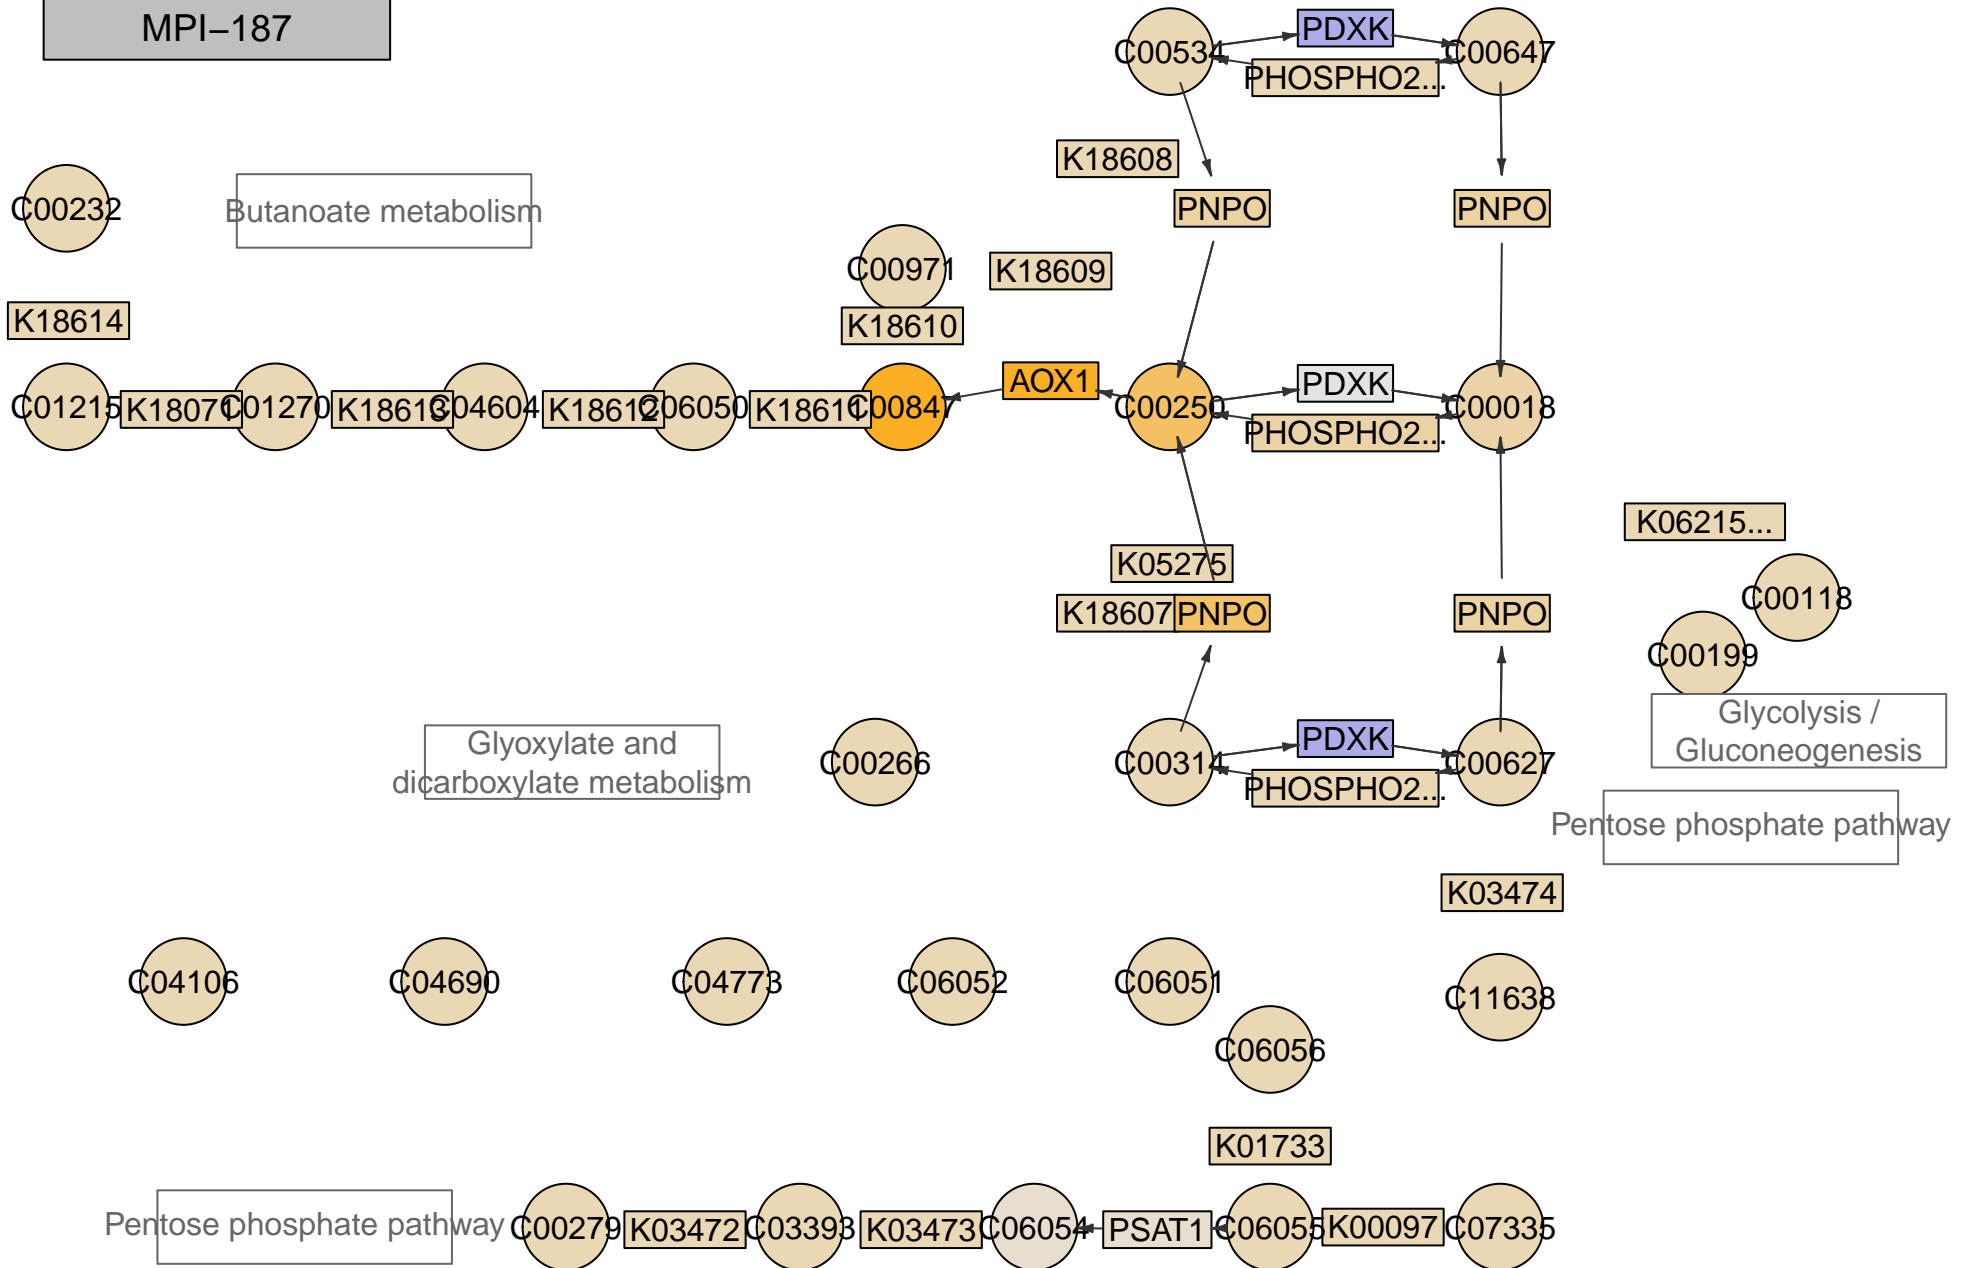 MPI−187
C00534
PDXK
C00647
PHOSPHO2...
K18608
C00232
Butanoate metabolism
PNPO
PNPO
C00971
K18609
K18614
K18610
C01215
K18071
C01270
K18613
C04604
K18612
C06050
K18611
C00847
AOX1
C00250
PDXK
C00018
PHOSPHO2...
K06215...
K05275
C00118
K18607
PNPO
PNPO
C00199
Glycolysis /
Gluconeogenesis
Glyoxylate and
dicarboxylate metabolism
C00266
C00314
PDXK
C00627
PHOSPHO2...
Pentose phosphate pathway
K03474
C04106
C04690
C04773
C06052
C06051
C11638
C06056
K01733
Pentose phosphate pathway
C00279
K03472
C03393
K03473
C06054
PSAT1
C06055
K00097
C07335